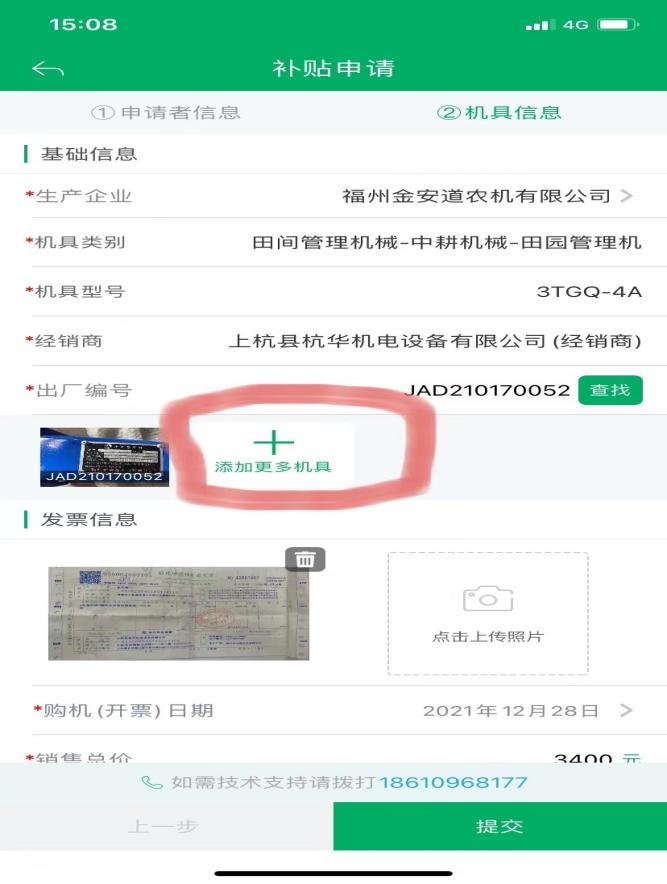 15:08
4G
补贴申请
①申请者信息
②机具信息
基础信息
*生产企业 福州金安道农机有限公司
*机具类别 田间管理机械-中耕机械-田园管理机
*机具型号 3TGQ-4A
*经销商 上杭县杭华机电设备有限公司(经销商)
*出厂编号 JAD210170052 查找
JAD210170052
添加更多机具
发票信息
点击上传照片
*购机(开票)日期 2021年12月28日
*销售总价 3400 元
如需技术支持请拨打18610968177
上一步
提交